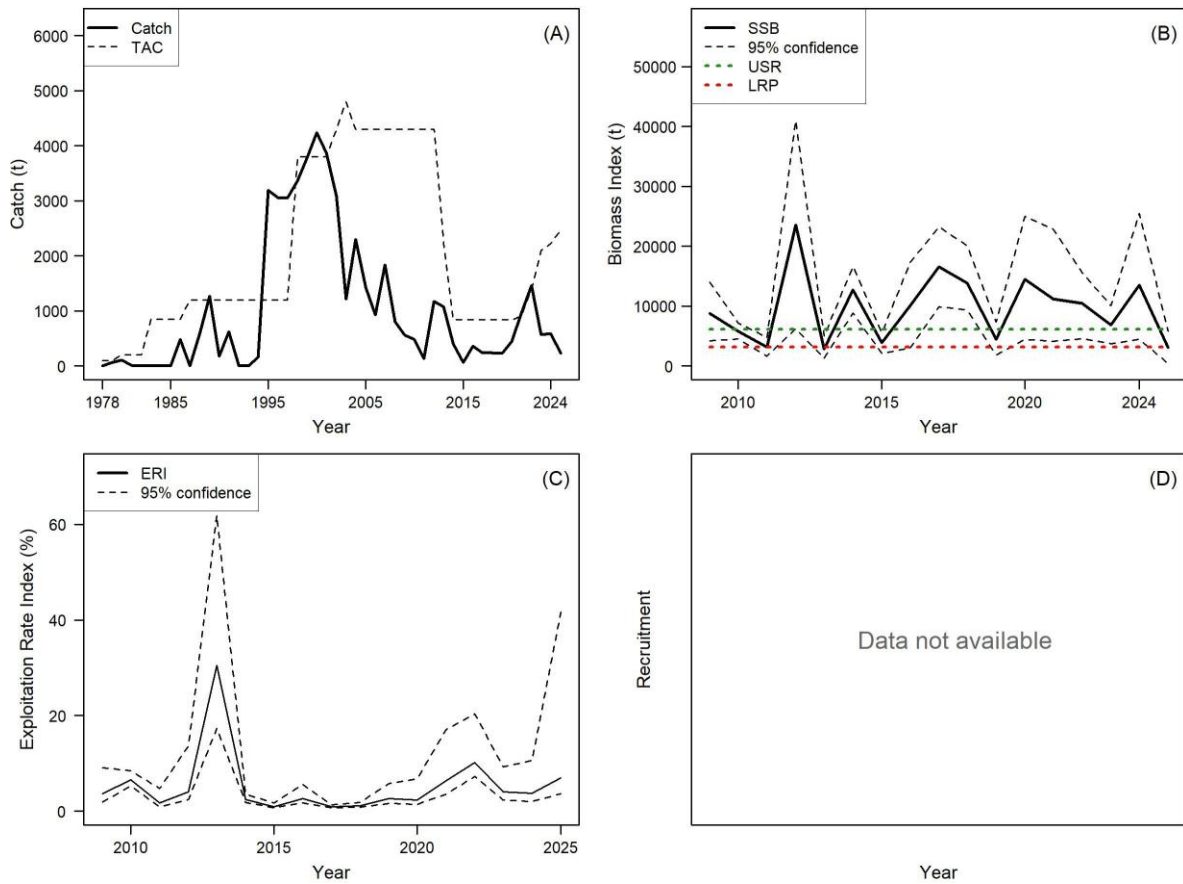 Catch
TAC
(A)
6000
5000
4000
3000
2000
1000
0
Catch (t)
1978
1985
1995
2005
2015
2024
Year
SSB
95% confidence
USR
LRP
(B)
50000
40000
30000
20000
10000
0
Biomass Index (t)
2010
2015
2020
2024
Year
ERI
95% confidence
(C)
60
40
20
0
Exploitation Rate Index (%)
2010
2015
2020
2025
Year
(D)
Recruitment
Data not available
Year